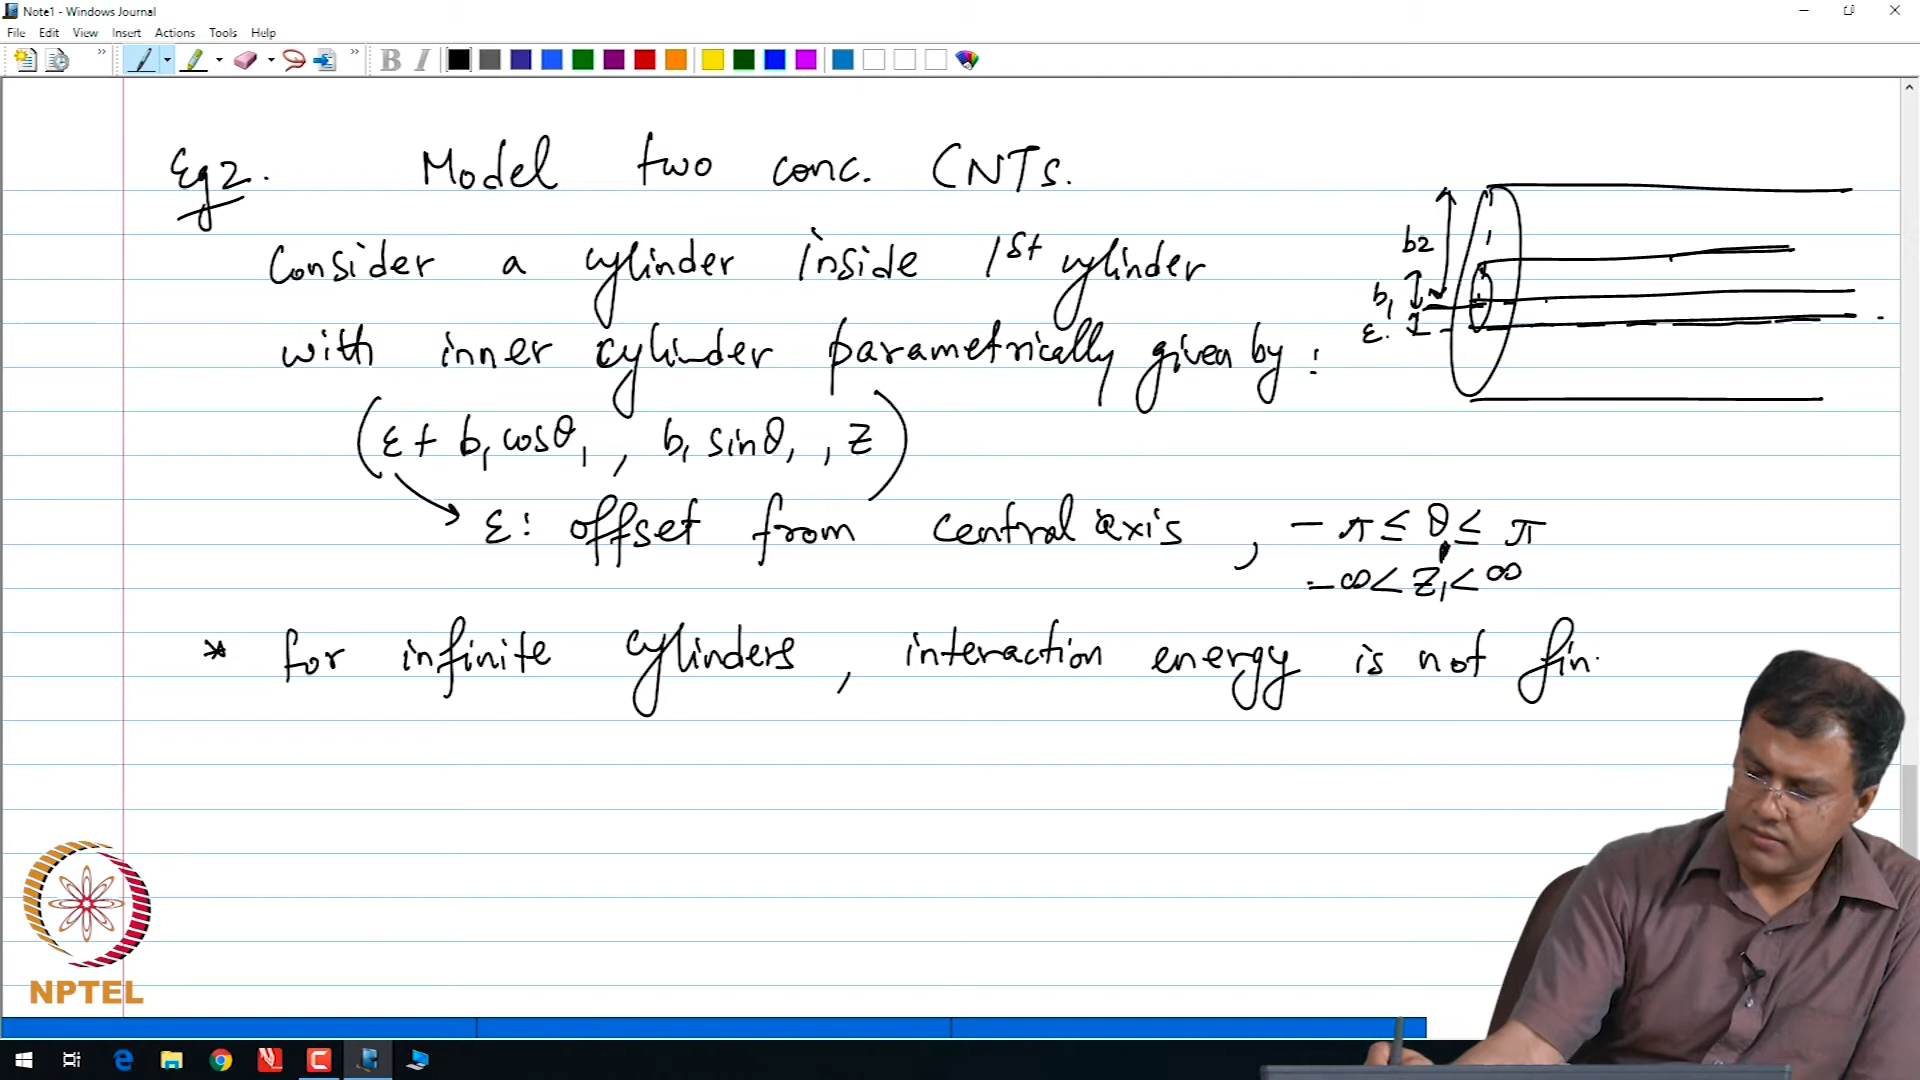 Note1 - Windows Journal
File Edit View Insert Actions Tools Help
Eg2. Model two conc. CNTs.
Consider a cylinder inside 1st cylinder
with inner cylinder parametrically given by:
(ε + b₁ cosθ₁, b₁ sinθ₁, z)
ε: offset from central axis, -π ≤ θ₁ ≤ π
-∞ < z₁ < ∞
* for infinite cylinders, interaction energy is not fin.
b2
b₁
ε
NPTEL